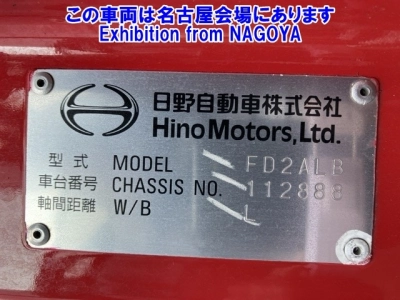 この車両は名古屋会場にあります
Exhibition from NAGOYA
日野自動車株式会社
Hino Motors, Ltd.
型式 MODEL FD2ALB
車台番号 CHASSIS NO. 112888
軸間距離 W/B L